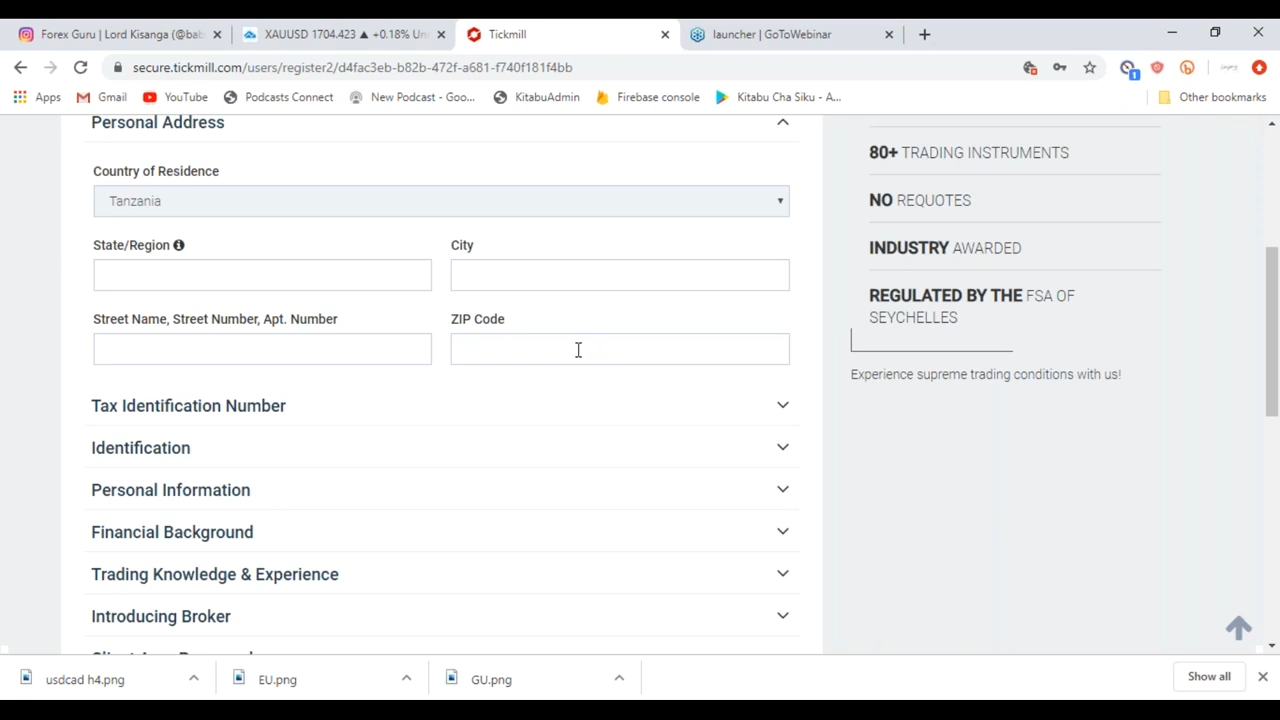 Forex Guru | Lord Kisanga (@bab
XAUUSD 1704.423 ▲ +0.18% Un
Tickmill
launcher | GoToWebinar
secure.tickmill.com/users/register2/d4fac3eb-b82b-472f-a681-f740f181f4bb
1
Apps
Gmail
YouTube
Podcasts Connect
New Podcast - Goo...
KitabuAdmin
Firebase console
Kitabu Cha Siku - A...
Other bookmarks
Personal Address
Country of Residence
Tanzania
State/Region
City
Street Name, Street Number, Apt. Number
ZIP Code
Tax Identification Number
Identification
Personal Information
Financial Background
Trading Knowledge & Experience
Introducing Broker
80+ TRADING INSTRUMENTS
NO REQUOTES
INDUSTRY AWARDED
REGULATED BY THE FSA OF
SEYCHELLES
Experience supreme trading conditions with us!
usdcad h4.png
EU.png
GU.png
Show all